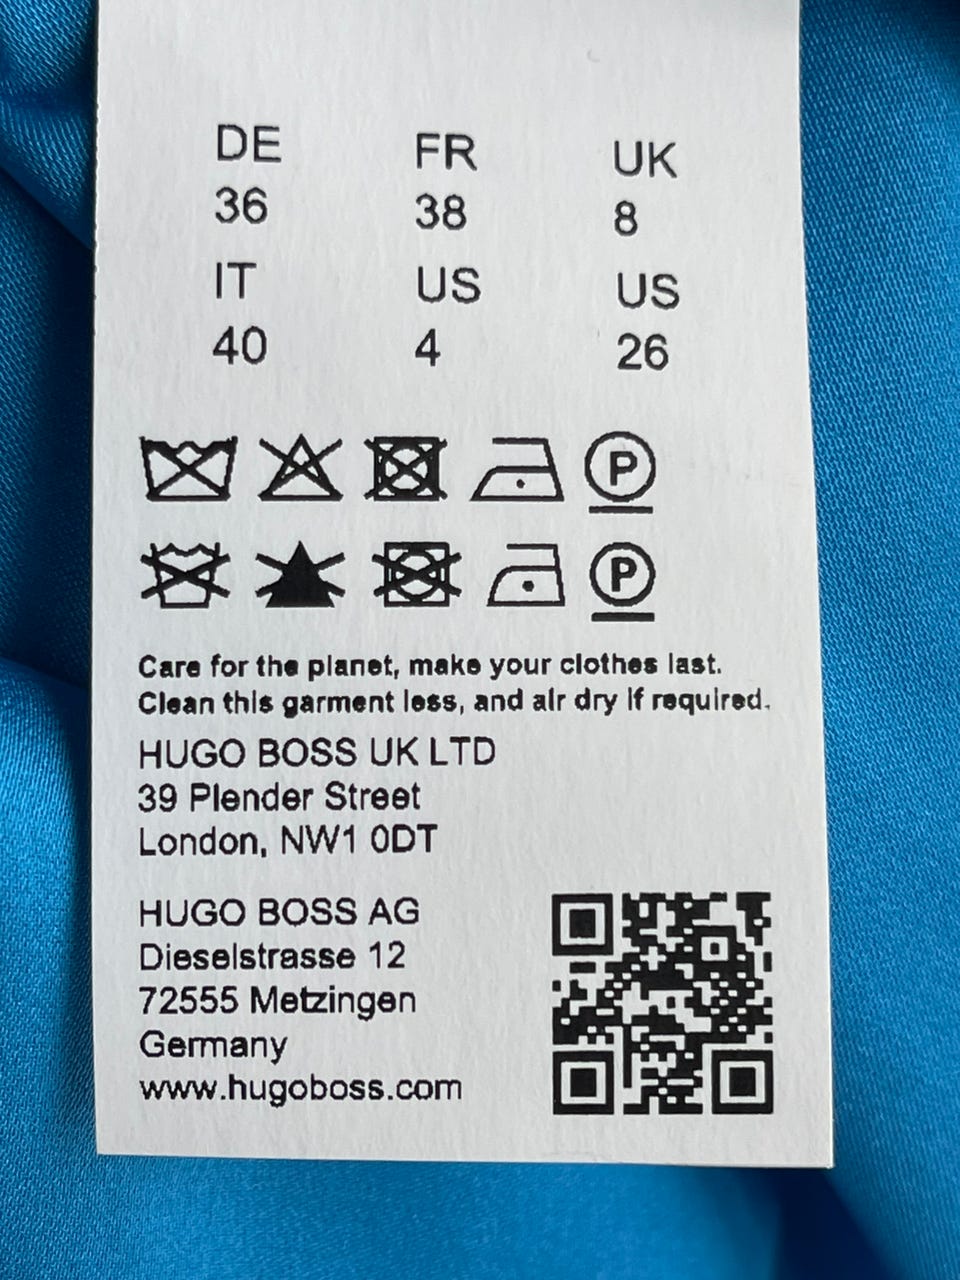 DE FR UK
36 38 8
IT US US
40 4 26
P
P
Care for the planet, make your clothes last.
Clean this garment less, and air dry if required.
HUGO BOSS UK LTD
39 Plender Street
London, NW1 0DT
HUGO BOSS AG
Dieselstrasse 12
72555 Metzingen
Germany
www.hugoboss.com